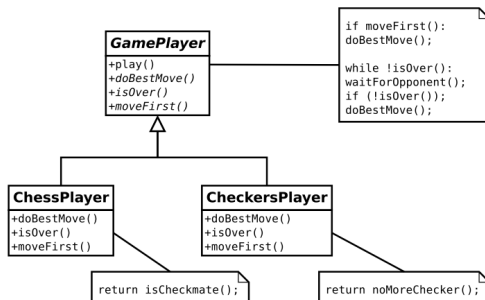 GamePlayer
+play()
+doBestMove()
+isOver()
+moveFirst()
if moveFirst():
doBestMove();
while !isOver():
waitForOpponent();
if (!isOver());
doBestMove();
ChessPlayer
+doBestMove()
+isOver()
+moveFirst()
CheckersPlayer
+doBestMove()
+isOver()
+moveFirst()
return isCheckmate();
return noMoreChecker();